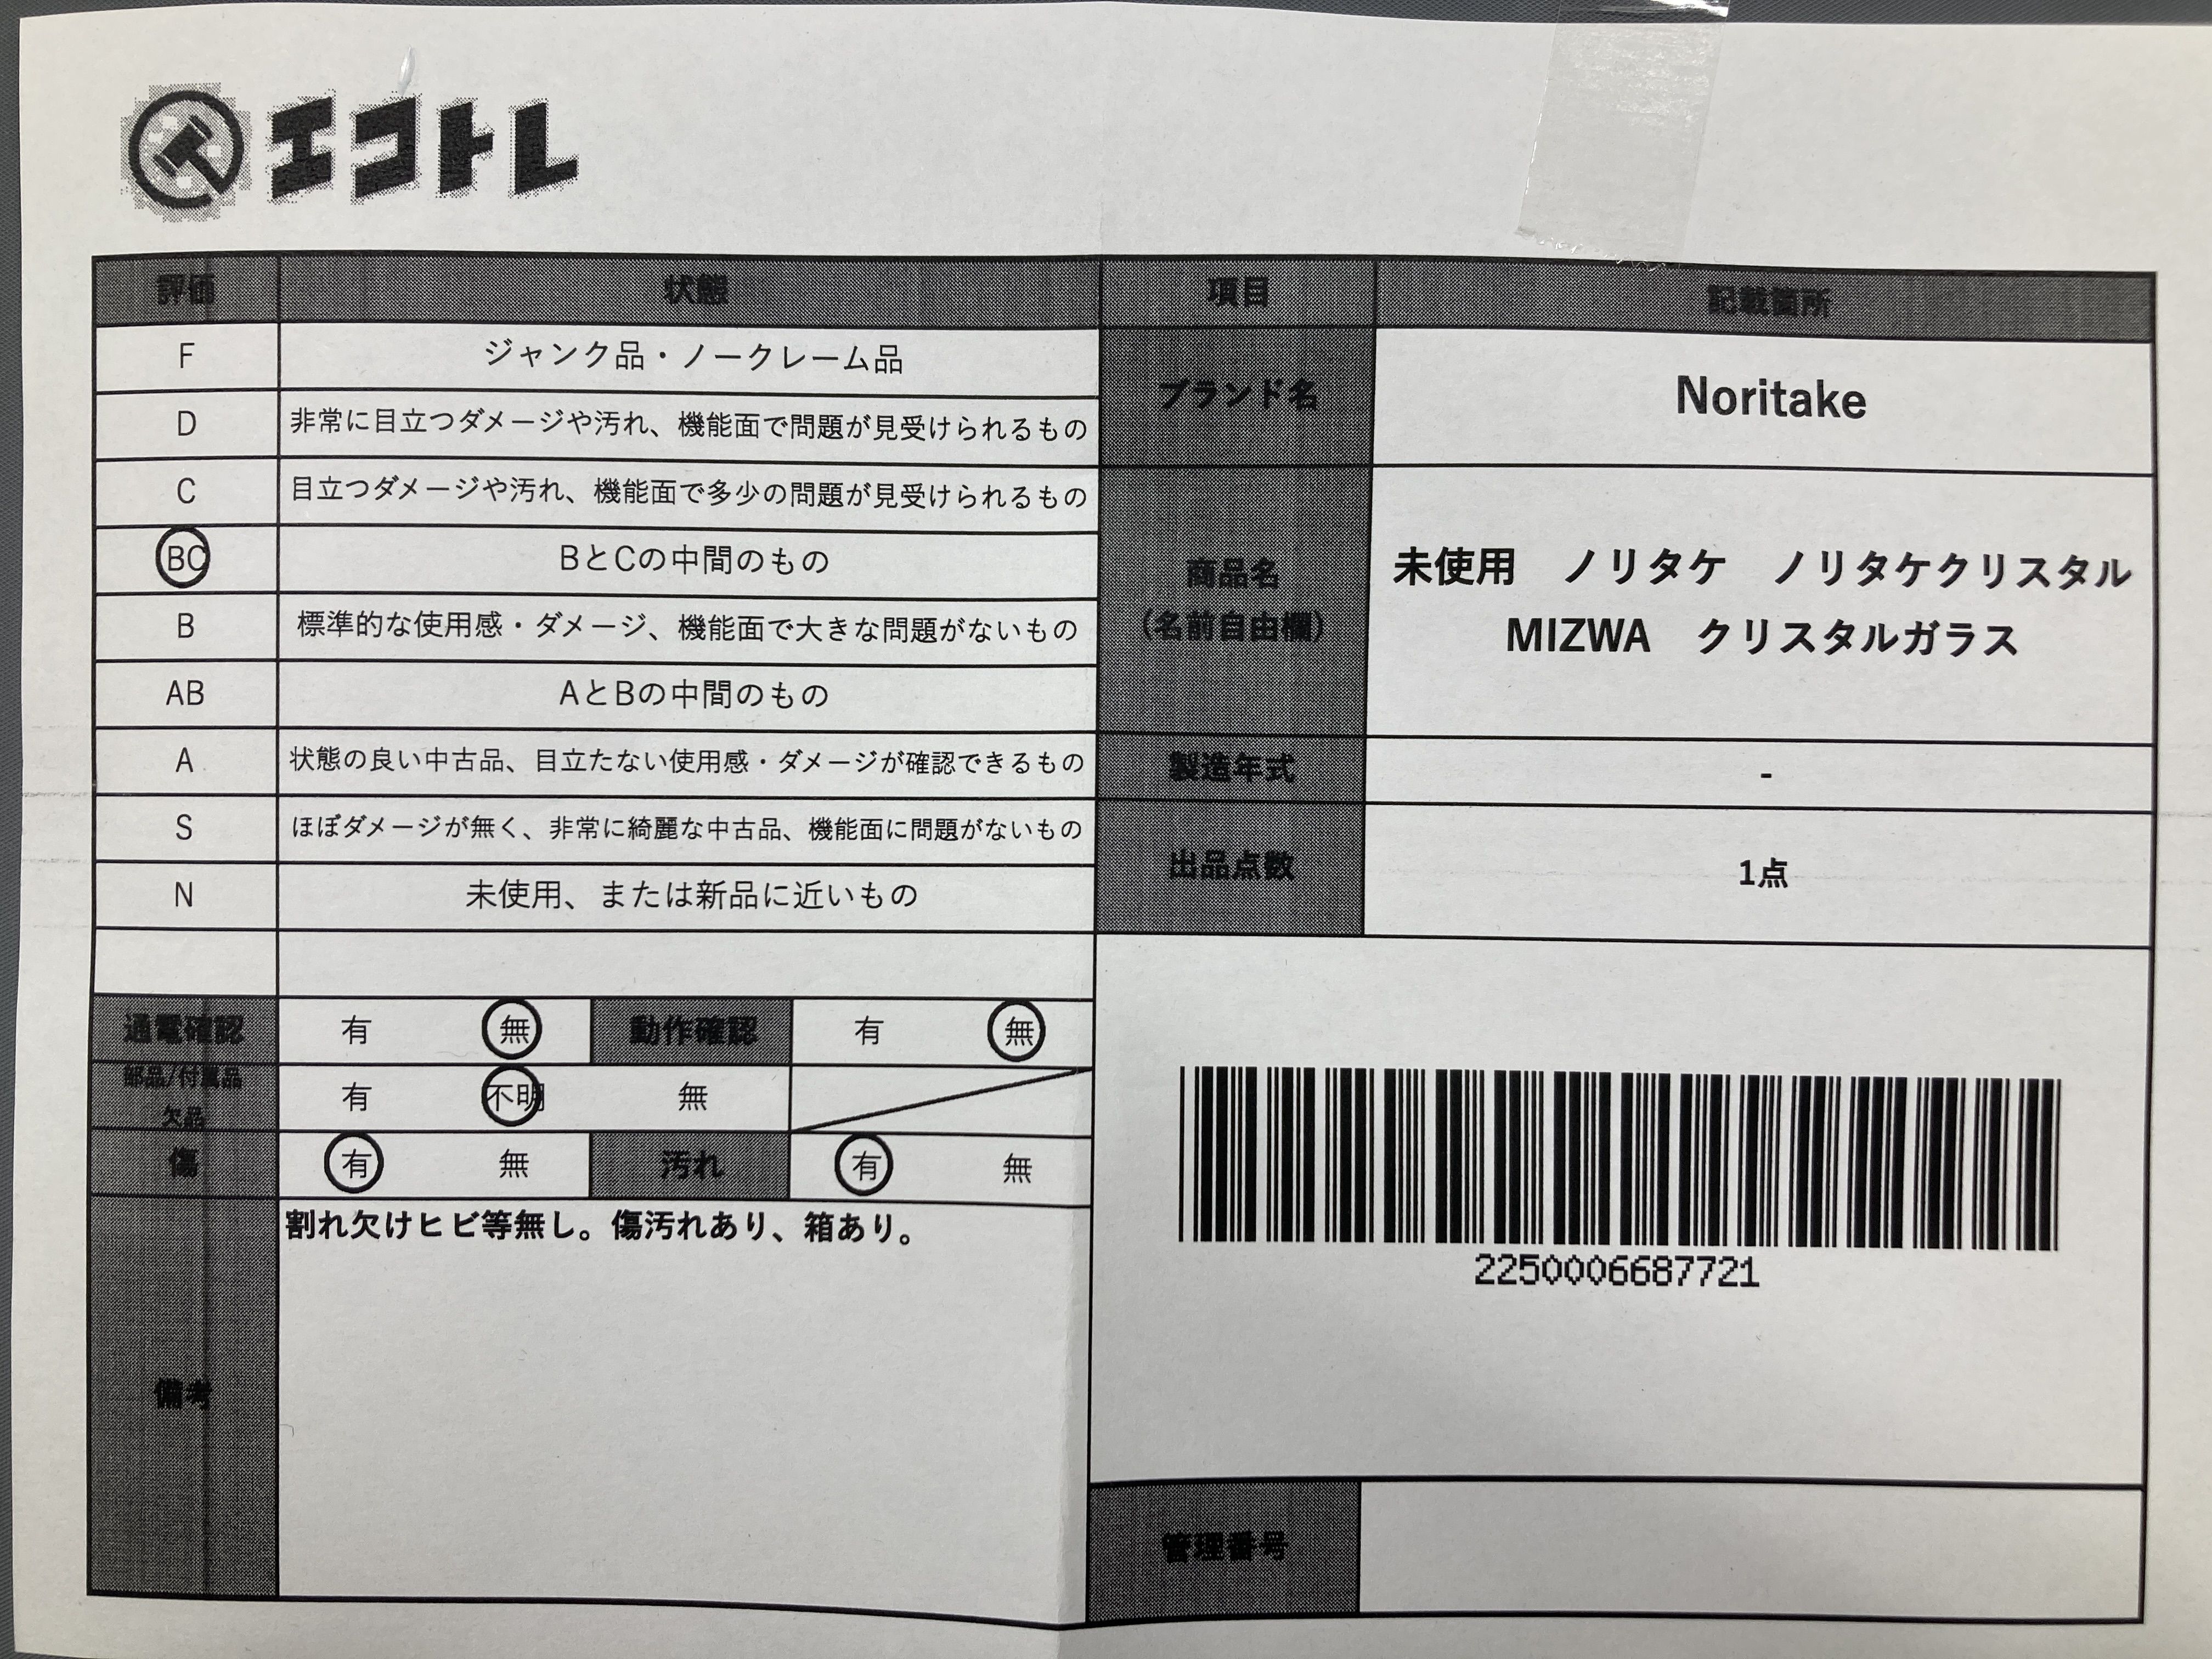 エコトレ
評価 状態
F ジャンク品・ノークレーム品
D 非常に目立つダメージや汚れ、機能面で問題が見受けられるもの
C 目立つダメージや汚れ、機能面で多少の問題が見受けられるもの
BC BとCの中間のもの
B 標準的な使用感・ダメージ、機能面で大きな問題がないもの
AB AとBの中間のもの
A 状態の良い中古品、目立たない使用感・ダメージが確認できるもの
S ほぼダメージが無く、非常に綺麗な中古品、機能面に問題がないもの
N 未使用、または新品に近いもの
通電確認 有 無 動作確認 有 無
部品/付属品
欠品
有 不明 無
傷 有 無 汚れ 有 無
備考
割れ欠けヒビ等無し。傷汚れあり、箱あり。
項目 記載箇所
ブランド名 Noritake
商品名
(名前自由欄)
未使用 ノリタケ ノリタケクリスタル
MIZWA クリスタルガラス
製造年式 -
出品点数 1点
2250006687721
管理番号